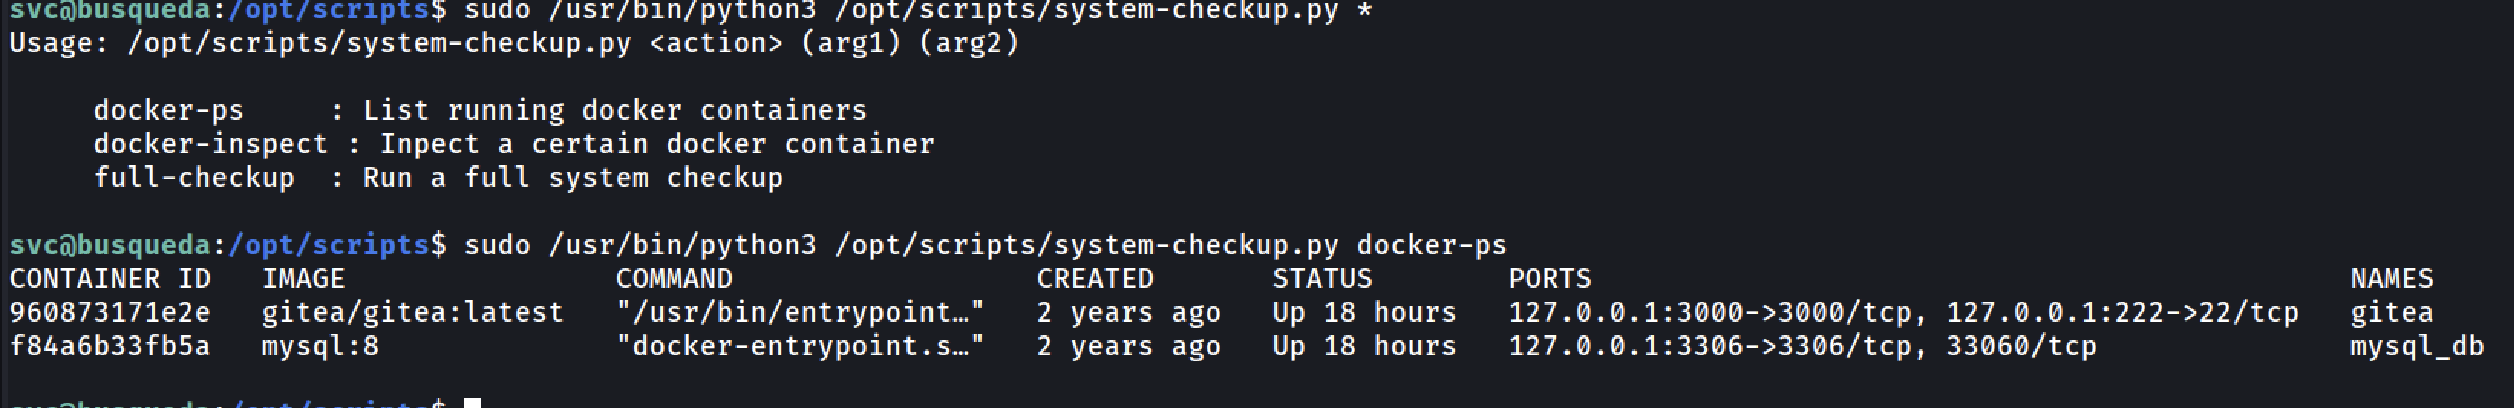 svc@busqueda:/opt/scripts$ sudo /usr/bin/python3 /opt/scripts/system-checkup.py *
Usage: /opt/scripts/system-checkup.py <action> (arg1) (arg2)
docker-ps : List running docker containers
docker-inspect : Inpect a certain docker container
full-checkup : Run a full system checkup
svc@busqueda:/opt/scripts$ sudo /usr/bin/python3 /opt/scripts/system-checkup.py docker-ps
CONTAINER ID IMAGE COMMAND CREATED STATUS PORTS NAMES
960873171e2e gitea/gitea:latest "/usr/bin/entrypoint…" 2 years ago Up 18 hours 127.0.0.1:3000->3000/tcp, 127.0.0.1:222->22/tcp gitea
f84a6b33fb5a mysql:8 "docker-entrypoint.s…" 2 years ago Up 18 hours 127.0.0.1:3306->3306/tcp, 33060/tcp mysql_db
svc@busqueda:/opt/scripts$